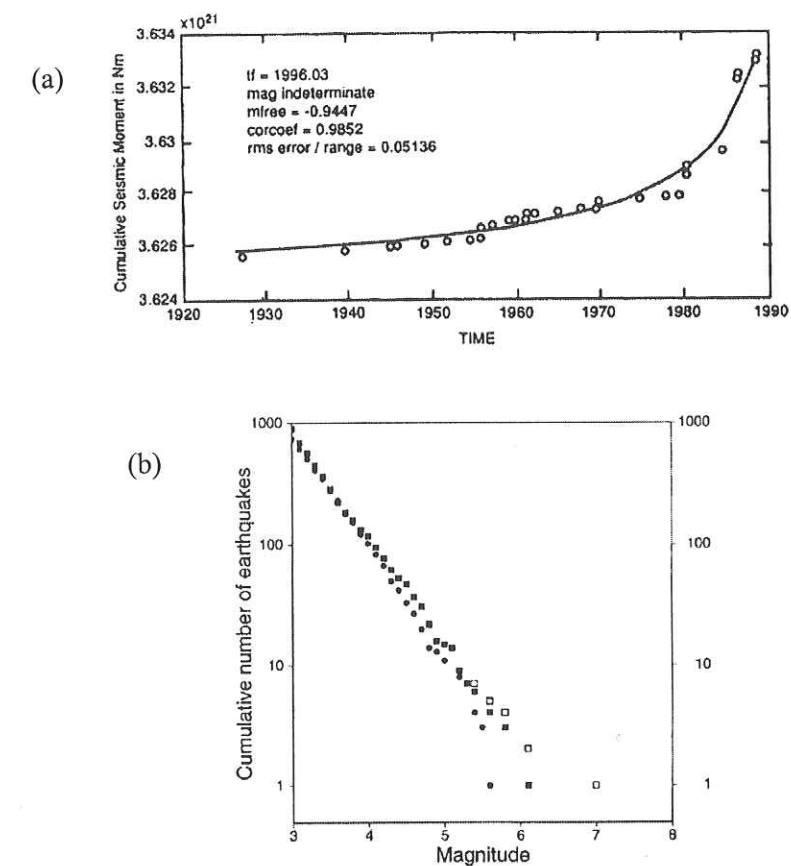 (a)
x10²¹
3.634
3.632
3.63
3.628
3.626
3.624
Cumulative Seismic Moment in Nm
tf = 1996.03
mag indeterminate
mfree = -0.9447
corcoef = 0.9852
rms error / range = 0.05136
1920 1930 1940 1950 1960 1970 1980 1990
TIME
(b)
1000 1000
100 100
10 10
1 1
Cumulative number of earthquakes
3 4 5 6 7 8
Magnitude